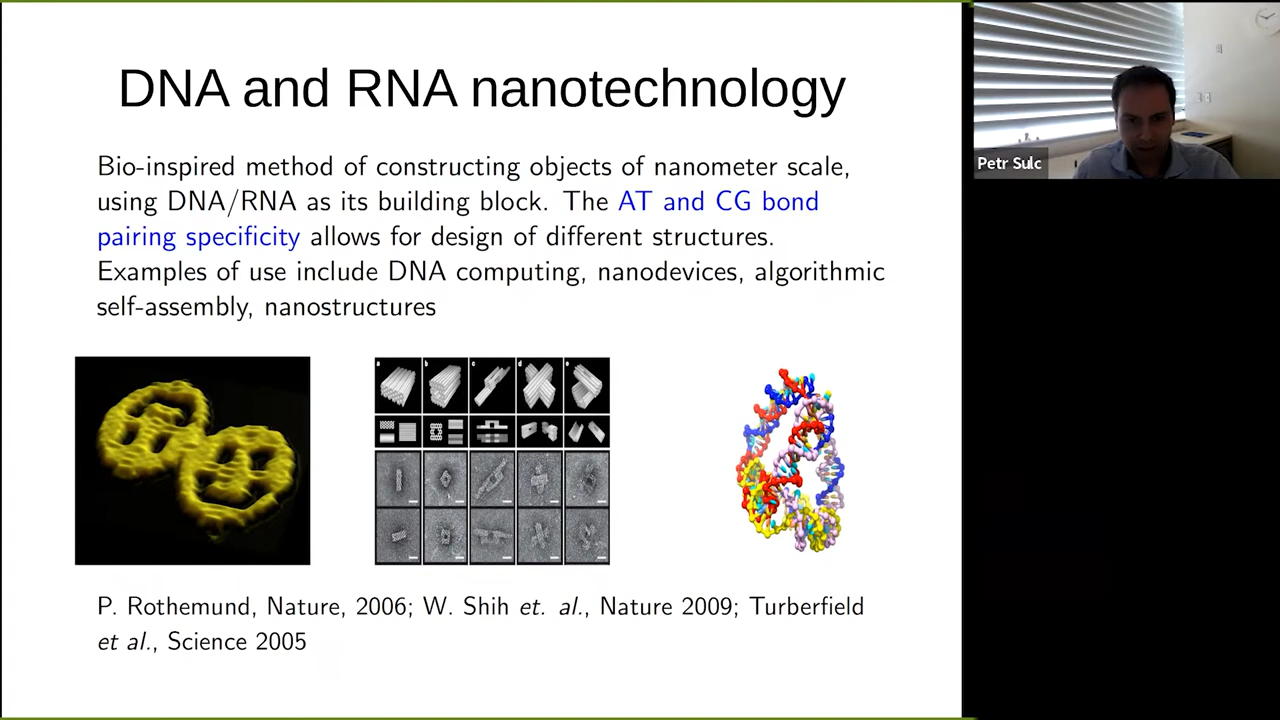 DNA and RNA nanotechnology
Bio-inspired method of constructing objects of nanometer scale,
using DNA/RNA as its building block. The AT and CG bond
pairing specificity allows for design of different structures.
Examples of use include DNA computing, nanodevices, algorithmic
self-assembly, nanostructures
a b c d e
P. Rothemund, Nature, 2006; W. Shih et. al., Nature 2009; Turberfield
et al., Science 2005
Petr Sulc